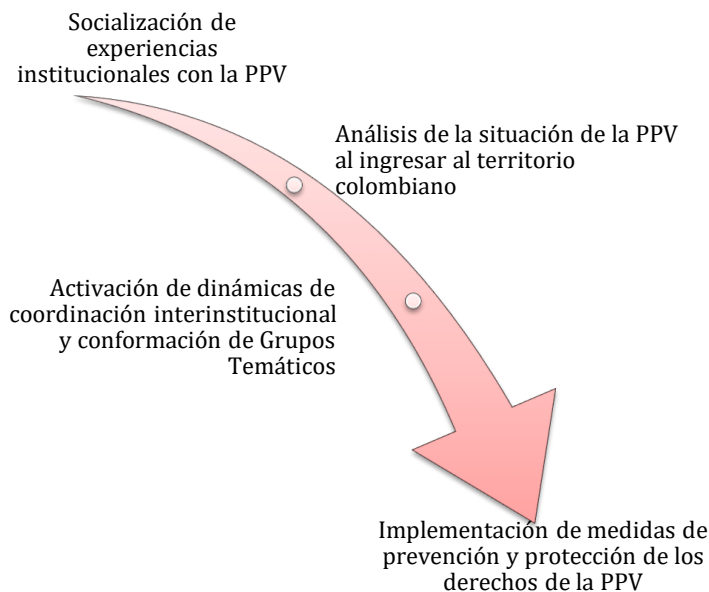 Socialización de
experiencias
institucionales con la PPV
Análisis de la situación de la PPV
al ingresar al territorio
colombiano
Activación de dinámicas de
coordinación interinstitucional
y conformación de Grupos
Temáticos
Implementación de medidas de
prevención y protección de los
derechos de la PPV